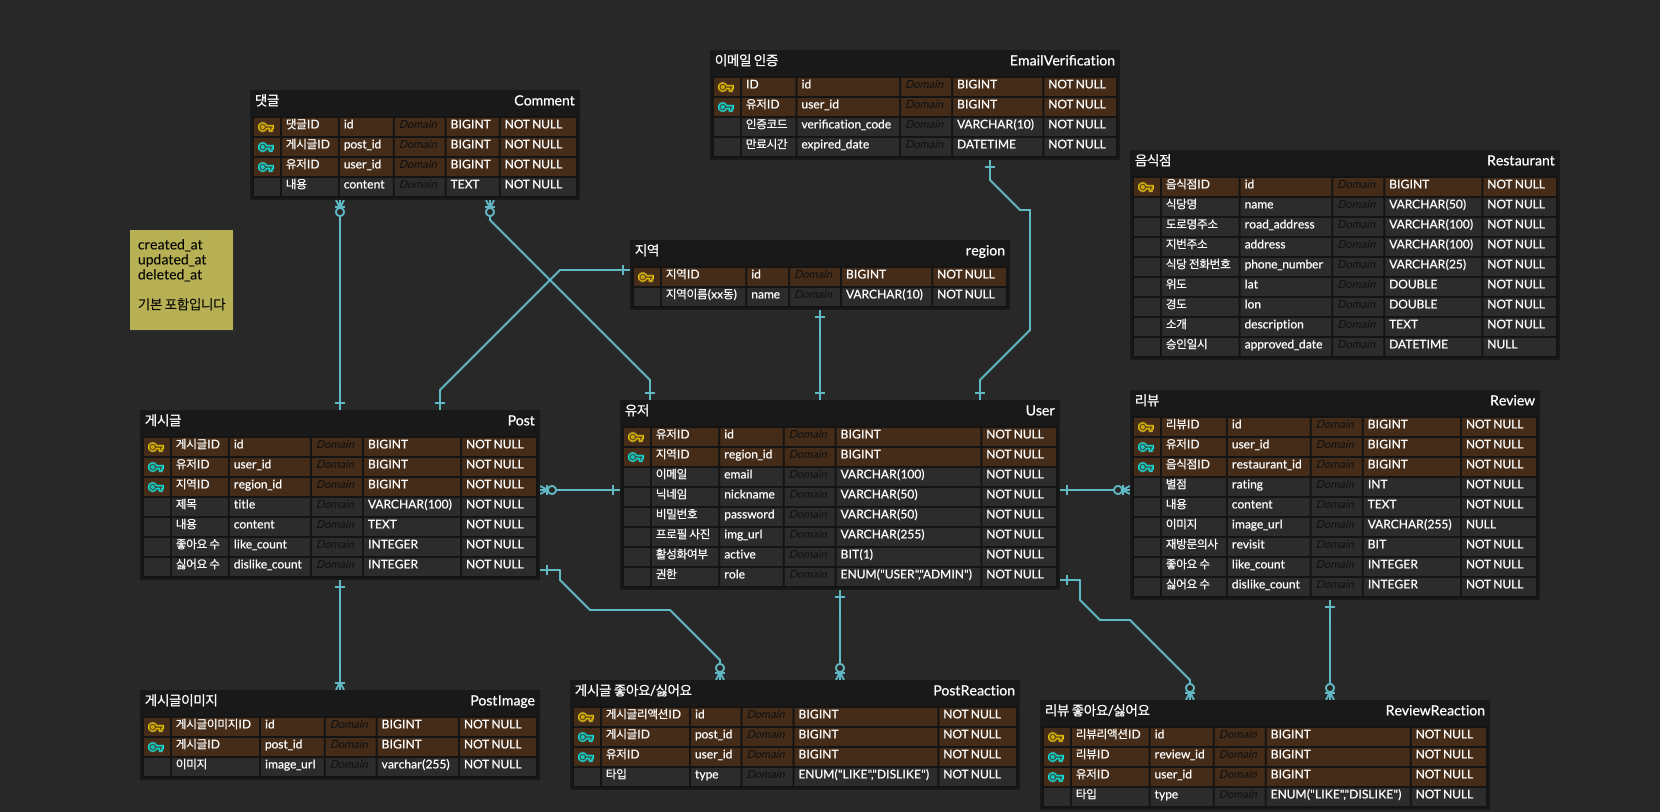 이메일 인증 EmailVerification
ID id Domain BIGINT NOT NULL
유저ID user_id Domain BIGINT NOT NULL
인증코드 verification_code Domain VARCHAR(10) NOT NULL
만료시간 expired_date Domain DATETIME NOT NULL
댓글 Comment
댓글ID id Domain BIGINT NOT NULL
게시글ID post_id Domain BIGINT NOT NULL
유저ID user_id Domain BIGINT NOT NULL
내용 content Domain TEXT NOT NULL
음식점 Restaurant
음식점ID id Domain BIGINT NOT NULL
식당명 name Domain VARCHAR(50) NOT NULL
도로명주소 road_address Domain VARCHAR(100) NOT NULL
지번주소 address Domain VARCHAR(100) NOT NULL
식당 전화번호 phone_number Domain VARCHAR(25) NOT NULL
위도 lat Domain DOUBLE NOT NULL
경도 lon Domain DOUBLE NOT NULL
소개 description Domain TEXT NOT NULL
승인일시 approved_date Domain DATETIME NULL
created_at
updated_at
deleted_at
기본 포함입니다
지역 region
지역ID id Domain BIGINT NOT NULL
지역이름(xx동) name Domain VARCHAR(10) NOT NULL
게시글 Post
게시글ID id Domain BIGINT NOT NULL
유저ID user_id Domain BIGINT NOT NULL
지역ID region_id Domain BIGINT NOT NULL
제목 title Domain VARCHAR(100) NOT NULL
내용 content Domain TEXT NOT NULL
좋아요 수 like_count Domain INTEGER NOT NULL
싫어요 수 dislike_count Domain INTEGER NOT NULL
유저 User
유저ID id Domain BIGINT NOT NULL
지역ID region_id Domain BIGINT NOT NULL
이메일 email Domain VARCHAR(100) NOT NULL
닉네임 nickname Domain VARCHAR(50) NOT NULL
비밀번호 password Domain VARCHAR(50) NOT NULL
프로필 사진 img_url Domain VARCHAR(255) NOT NULL
활성화여부 active Domain BIT(1) NOT NULL
권한 role Domain ENUM("USER","ADMIN") NOT NULL
리뷰 Review
리뷰ID id Domain BIGINT NOT NULL
유저ID user_id Domain BIGINT NOT NULL
음식점ID restaurant_id Domain BIGINT NOT NULL
별점 rating Domain INT NOT NULL
내용 content Domain TEXT NOT NULL
이미지 image_url Domain VARCHAR(255) NULL
재방문의사 revisit Domain BIT NOT NULL
좋아요 수 like_count Domain INTEGER NOT NULL
싫어요 수 dislike_count Domain INTEGER NOT NULL
게시글이미지 PostImage
게시글이미지ID id Domain BIGINT NOT NULL
게시글ID post_id Domain BIGINT NOT NULL
이미지 image_url Domain varchar(255) NOT NULL
게시글 좋아요/싫어요 PostReaction
게시글리액션ID id Domain BIGINT NOT NULL
게시글ID post_id Domain BIGINT NOT NULL
유저ID user_id Domain BIGINT NOT NULL
타입 type Domain ENUM("LIKE","DISLIKE") NOT NULL
리뷰 좋아요/싫어요 ReviewReaction
리뷰리액션ID id Domain BIGINT NOT NULL
리뷰ID review_id Domain BIGINT NOT NULL
유저ID user_id Domain BIGINT NOT NULL
타입 type Domain ENUM("LIKE","DISLIKE") NOT NULL